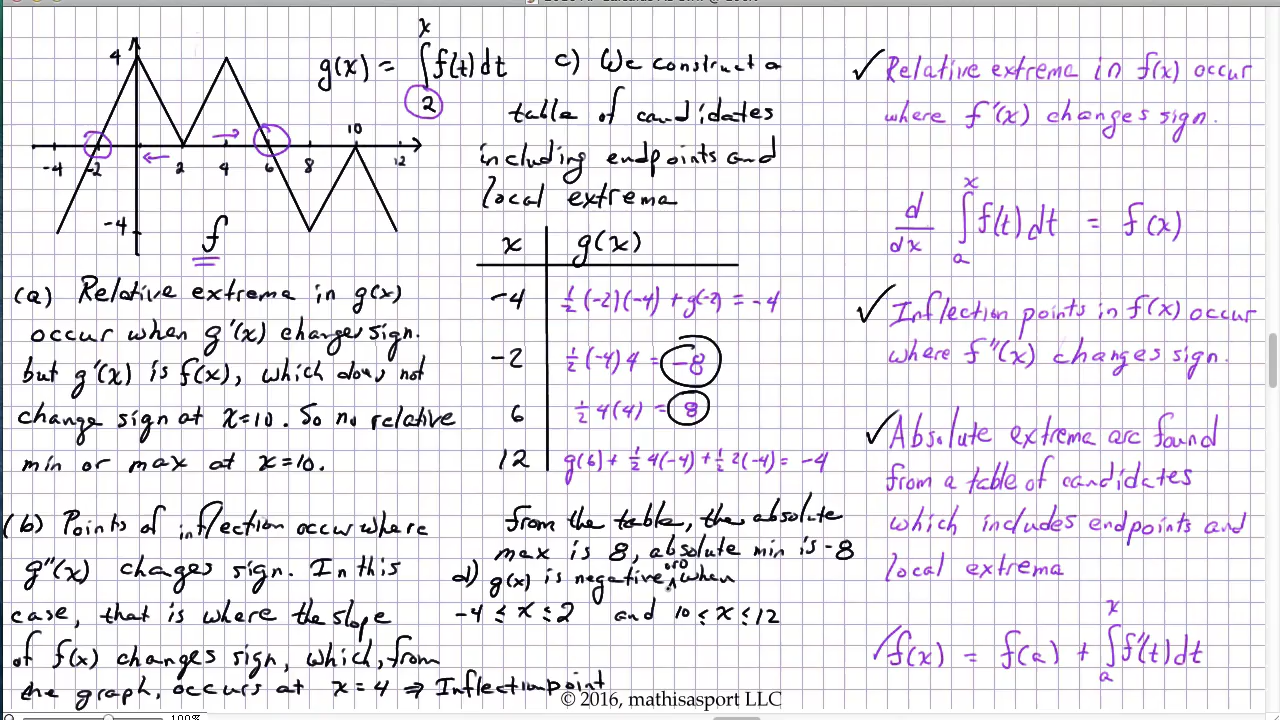 4
-4
-4 -2 2 4 6 8 10 12
f
g(x) = ∫₂ˣ f(t)dt
(a) Relative extrema in g(x)
occur when g'(x) changes sign.
but g'(x) is f(x), which does not
change sign at x=10. So no relative
min or max at x=10.
(b) Points of inflection occur where
g"(x) changes sign. In this
case, that is where the slope
of f(x) changes sign, which, from
the graph, occurs at x=4 ⇒ Inflection point
c) We construct a
table of candidates
including endpoints and
local extrema
x g(x)
-4 ½(-2)(-4) + g(-2) = -4
-2 ½(-4)4 = -8
6 ½4(4) = 8
12 g(6) + ½4(-4) + ½2(-4) = -4
from the table, the absolute
max is 8, absolute min is -8
d) g(x) is negative or 0 when
-4 ≤ x ≤ 2 and 10 ≤ x ≤ 12
✓ Relative extrema in f(x) occur
where f'(x) changes sign.
d/dx ∫ₐˣ f(t)dt = f(x)
✓ Inflection points in f(x) occur
where f"(x) changes sign.
✓ Absolute extrema are found
from a table of candidates
which includes endpoints and
local extrema
✓ f(x) = f(a) + ∫ₐˣ f'(t)dt
© 2016, mathisasport LLC
100%